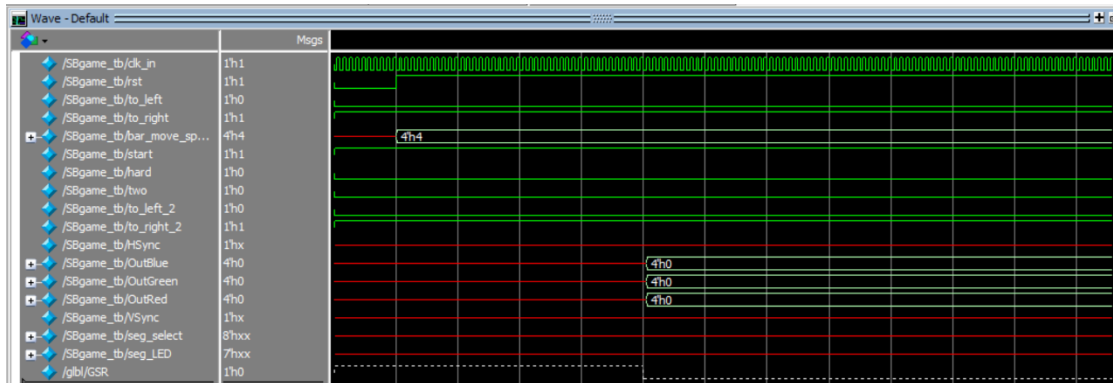 Wave - Default
Msgs
/SBgame_tb/clk_in 1'h1
/SBgame_tb/rst 1'h1
/SBgame_tb/to_left 1'h0
/SBgame_tb/to_right 1'h1
/SBgame_tb/bar_move_sp... 4'h4 4'h4
/SBgame_tb/start 1'h1
/SBgame_tb/hard 1'h0
/SBgame_tb/two 1'h0
/SBgame_tb/to_left_2 1'h0
/SBgame_tb/to_right_2 1'h1
/SBgame_tb/HSync 1'hx
/SBgame_tb/OutBlue 4'h0 4'h0
/SBgame_tb/OutGreen 4'h0 4'h0
/SBgame_tb/OutRed 4'h0 4'h0
/SBgame_tb/VSync 1'hx
/SBgame_tb/seg_select 8'hxx
/SBgame_tb/seg_LED 7'hxx
/glbl/GSR 1'h0